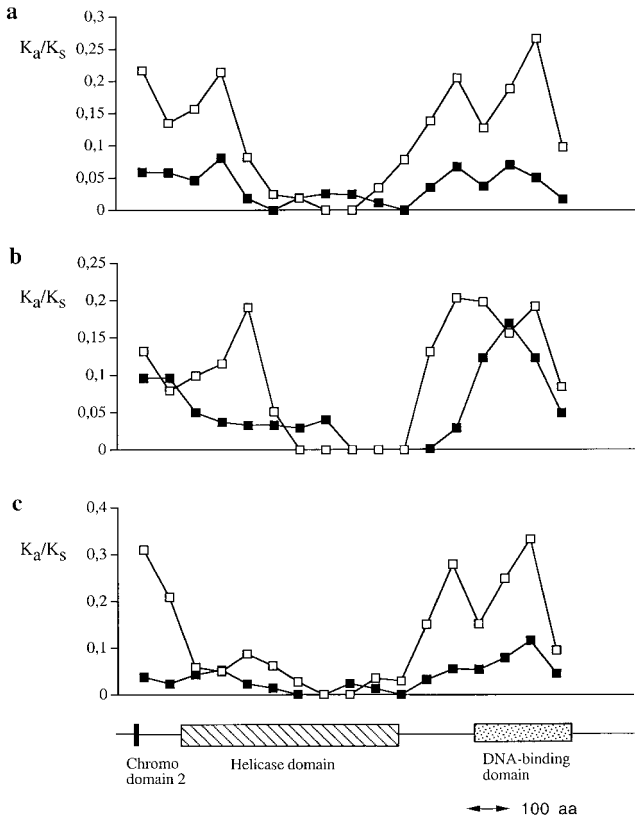 a
0,3
Ka/Ks
0,25
0,2
0,15
0,1
0,05
0
b
0,25
Ka/Ks
0,2
0,15
0,1
0,05
0
c
0,4
Ka/Ks
0,3
0,2
0,1
0
Chromo
domain 2
Helicase domain
DNA-binding
domain
100 aa